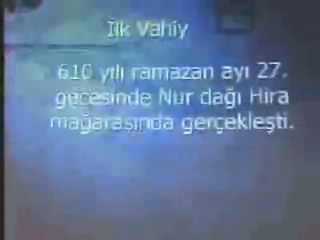 İlk Vahiy
610 yılı ramazan ayı 27.
gecesinde Nur dağı Hira
mağarasında gerçekleşti.